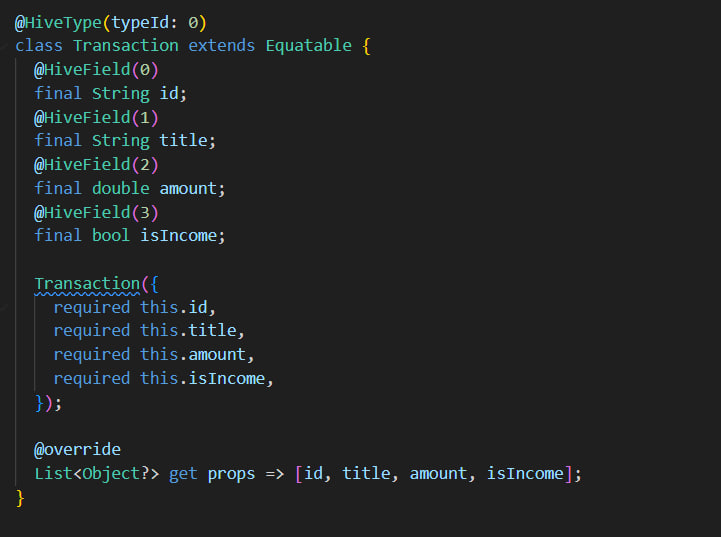 @HiveType(typeId: 0)
class Transaction extends Equatable {
  @HiveField(0)
  final String id;
  @HiveField(1)
  final String title;
  @HiveField(2)
  final double amount;
  @HiveField(3)
  final bool isIncome;

  Transaction({
    required this.id,
    required this.title,
    required this.amount,
    required this.isIncome,
  });

  @override
  List<Object?> get props => [id, title, amount, isIncome];
}